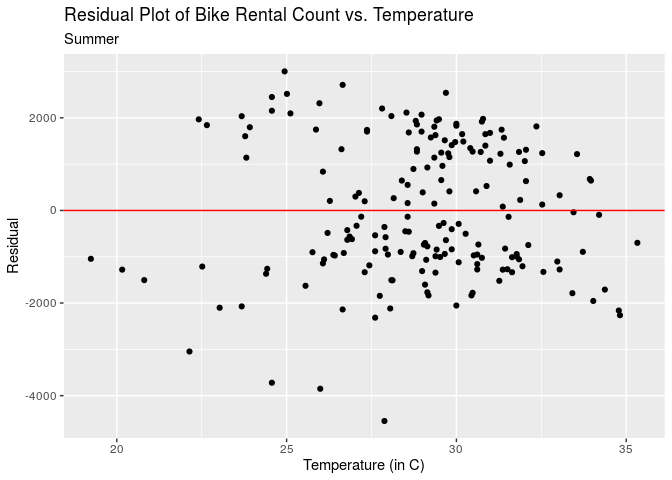 Residual Plot of Bike Rental Count vs. Temperature
Summer
2000
0
-2000
-4000
Residual
20 25 30 35
Temperature (in C)